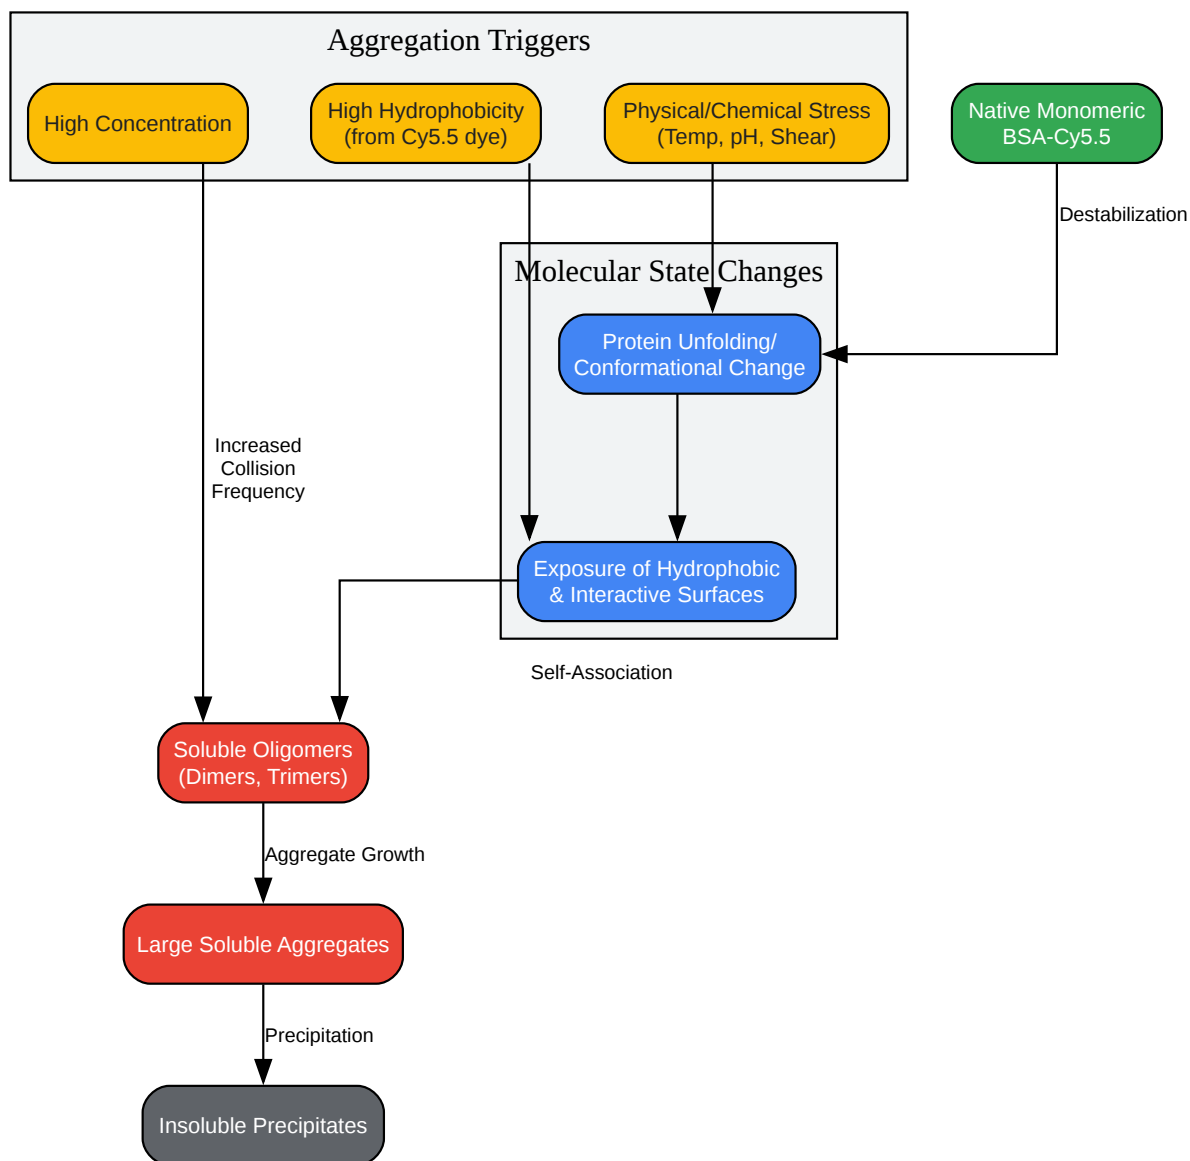 Aggregation Triggers
High Concentration
High Hydrophobicity
(from Cy5.5 dye)
Physical/Chemical Stress
(Temp, pH, Shear)
Native Monomeric
BSA-Cy5.5
Destabilization
Molecular State Changes
Protein Unfolding/
Conformational Change
Increased
Collision
Frequency
Exposure of Hydrophobic
& Interactive Surfaces
Self-Association
Soluble Oligomers
(Dimers, Trimers)
Aggregate Growth
Large Soluble Aggregates
Precipitation
Insoluble Precipitates